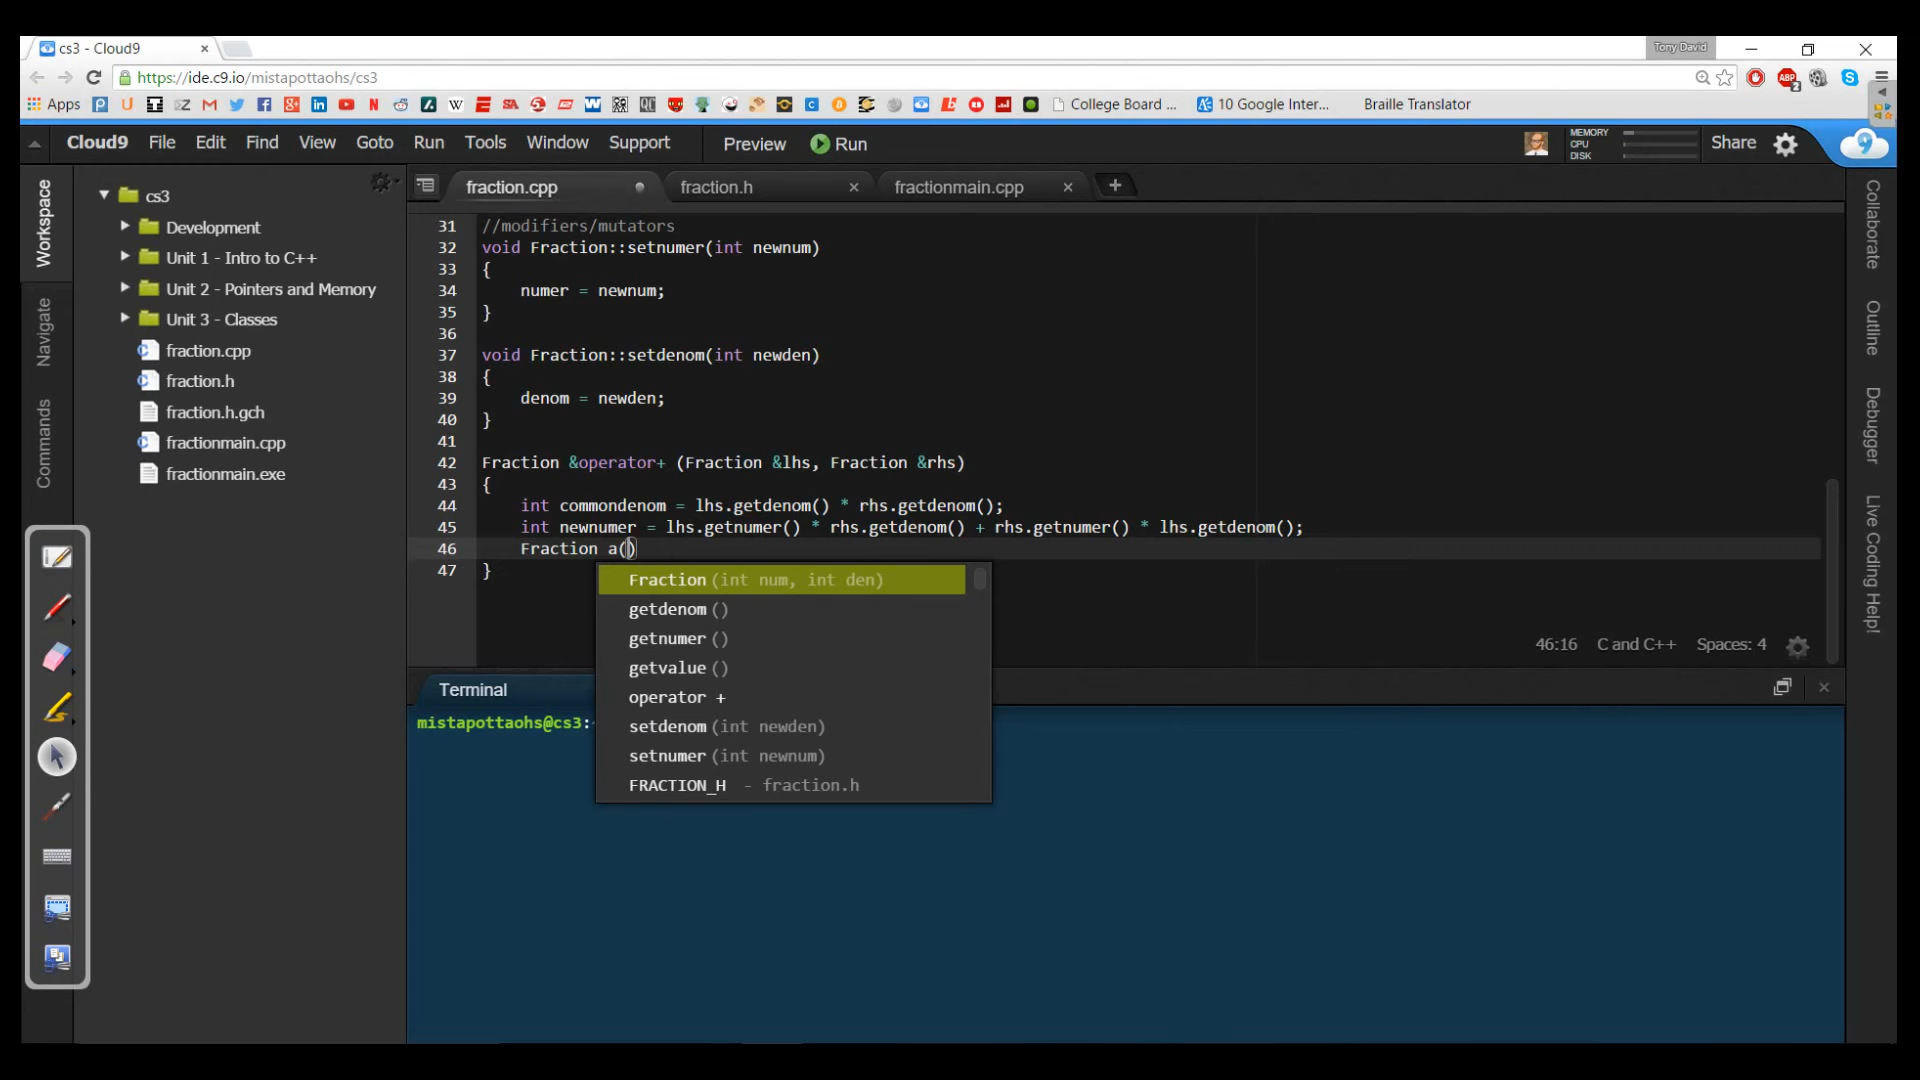 cs3 - Cloud9
Tony David
https://ide.c9.io/mistapottaohs/cs3
Apps
College Board ...
10 Google Inter...
Braille Translator
Cloud9 File Edit Find View Goto Run Tools Window Support Preview Run
MEMORY
CPU
DISK
Share
fraction.cpp
fraction.h
fractionmain.cpp
Workspace
Navigate
Commands
cs3
Development
Unit 1 - Intro to C++
Unit 2 - Pointers and Memory
Unit 3 - Classes
fraction.cpp
fraction.h
fraction.h.gch
fractionmain.cpp
fractionmain.exe
31 //modifiers/mutators
32 void Fraction::setnumer(int newnum)
33 {
34 numer = newnum;
35 }
36
37 void Fraction::setdenom(int newden)
38 {
39 denom = newden;
40 }
41
42 Fraction &operator+ (Fraction &lhs, Fraction &rhs)
43 {
44 int commondenom = lhs.getdenom() * rhs.getdenom();
45 int newnumer = lhs.getnumer() * rhs.getdenom() + rhs.getnumer() * lhs.getdenom();
46 Fraction a()
47 }
Fraction(int num, int den)
getdenom()
getnumer()
getvalue()
operator +
setdenom(int newden)
setnumer(int newnum)
FRACTION_H - fraction.h
46:16 C and C++ Spaces: 4
Terminal
mistapottaohs@cs3:
Collaborate
Outline
Debugger
Live Coding Help!